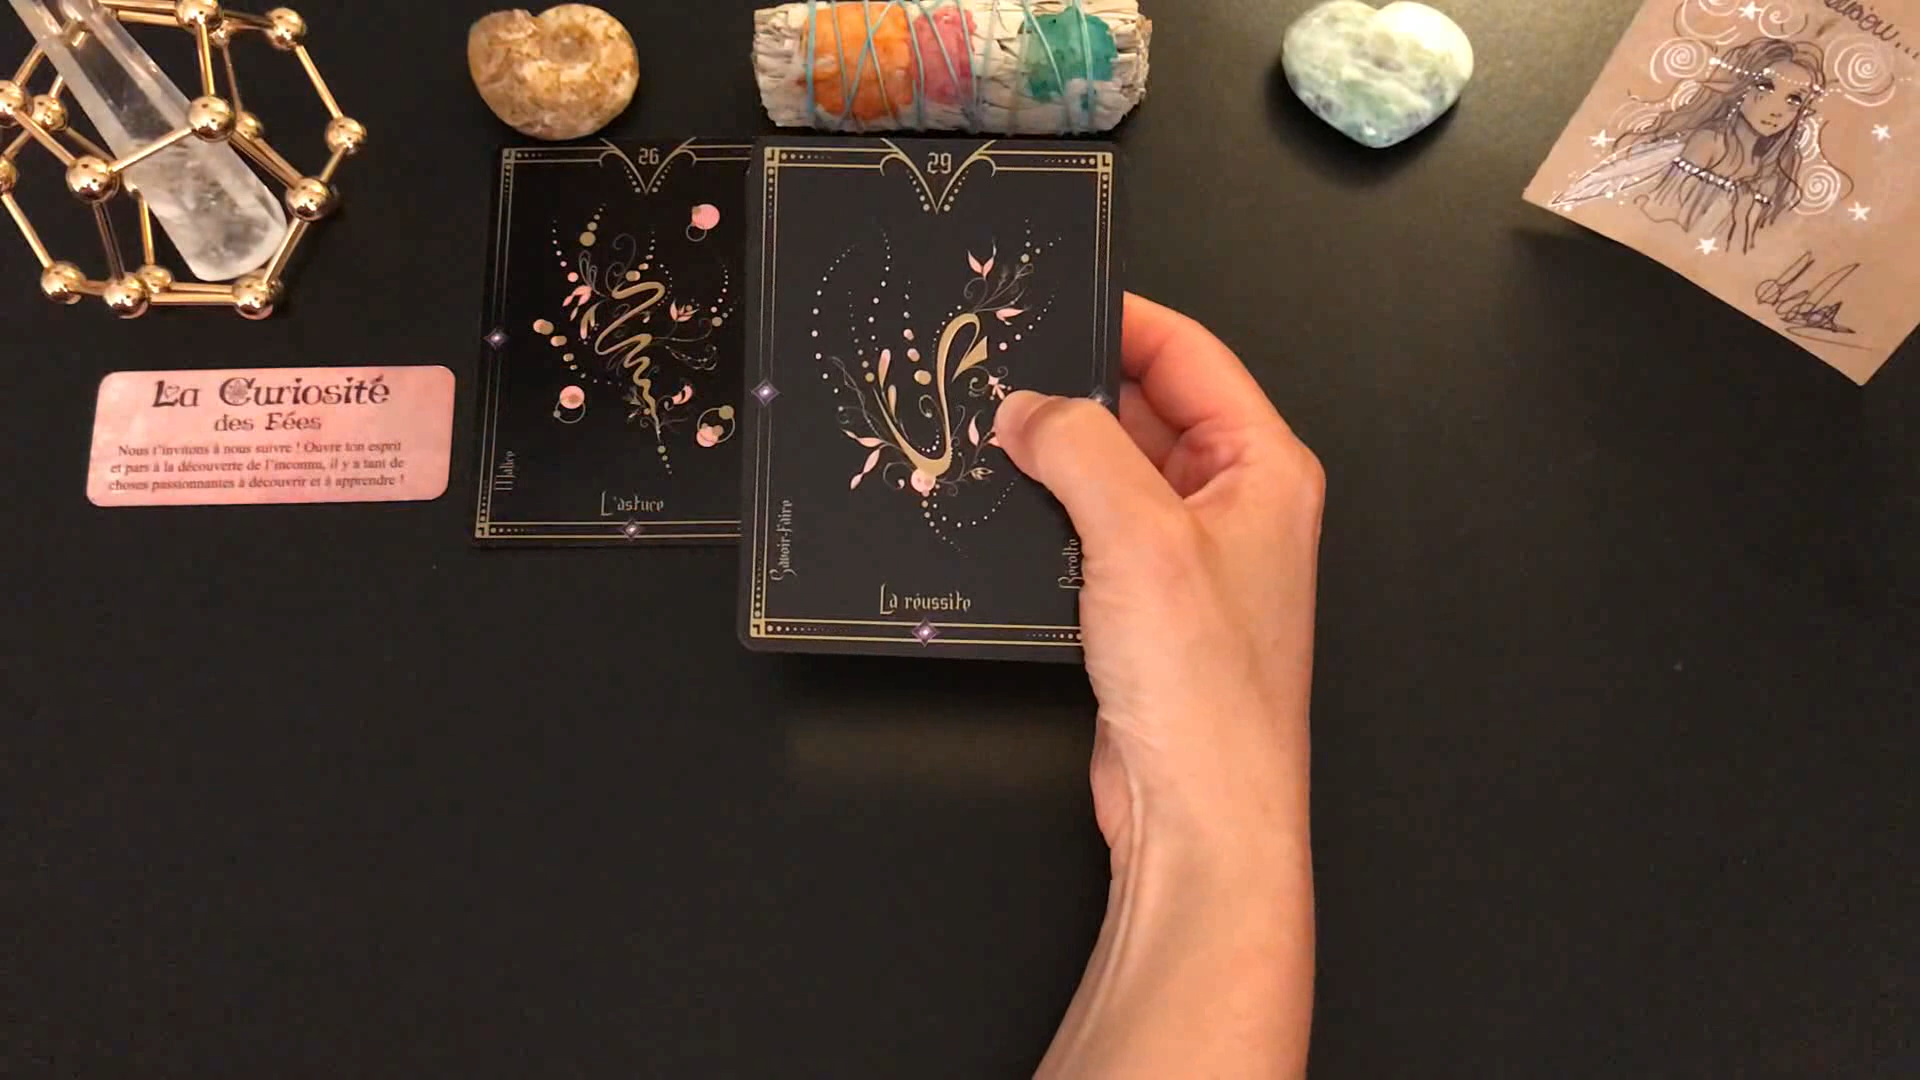 La Curiosité
des Fées
Nous t'invitons à nous suivre ! Ouvre ton esprit
et pars à la découverte de l'inconnu, il y a tant de
choses passionnantes à découvrir et à apprendre !
26
Malice
L'astuce
29
Savoir-Faire
Récolte
La réussite